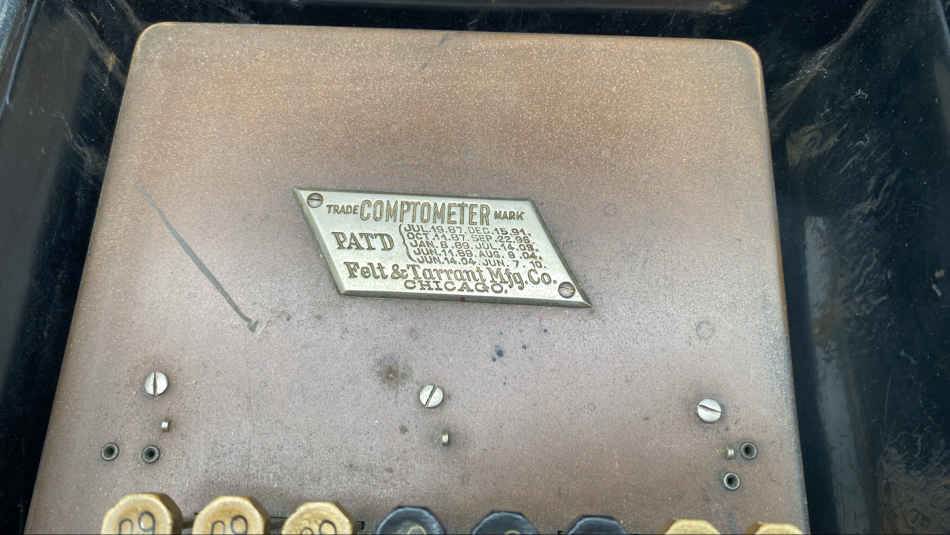 TRADE COMPTOMETER MARK
PAT'D
JUL.19.87. DEC.15.91.
OCT.11.87. SEP.22.96.
JAN.8.89. JUL.14.03.
JUN.11.89. AUG.9.04.
JUN.14.04. JUN.7.10.
Felt & Tarrant Mfg. Co.
CHICAGO.